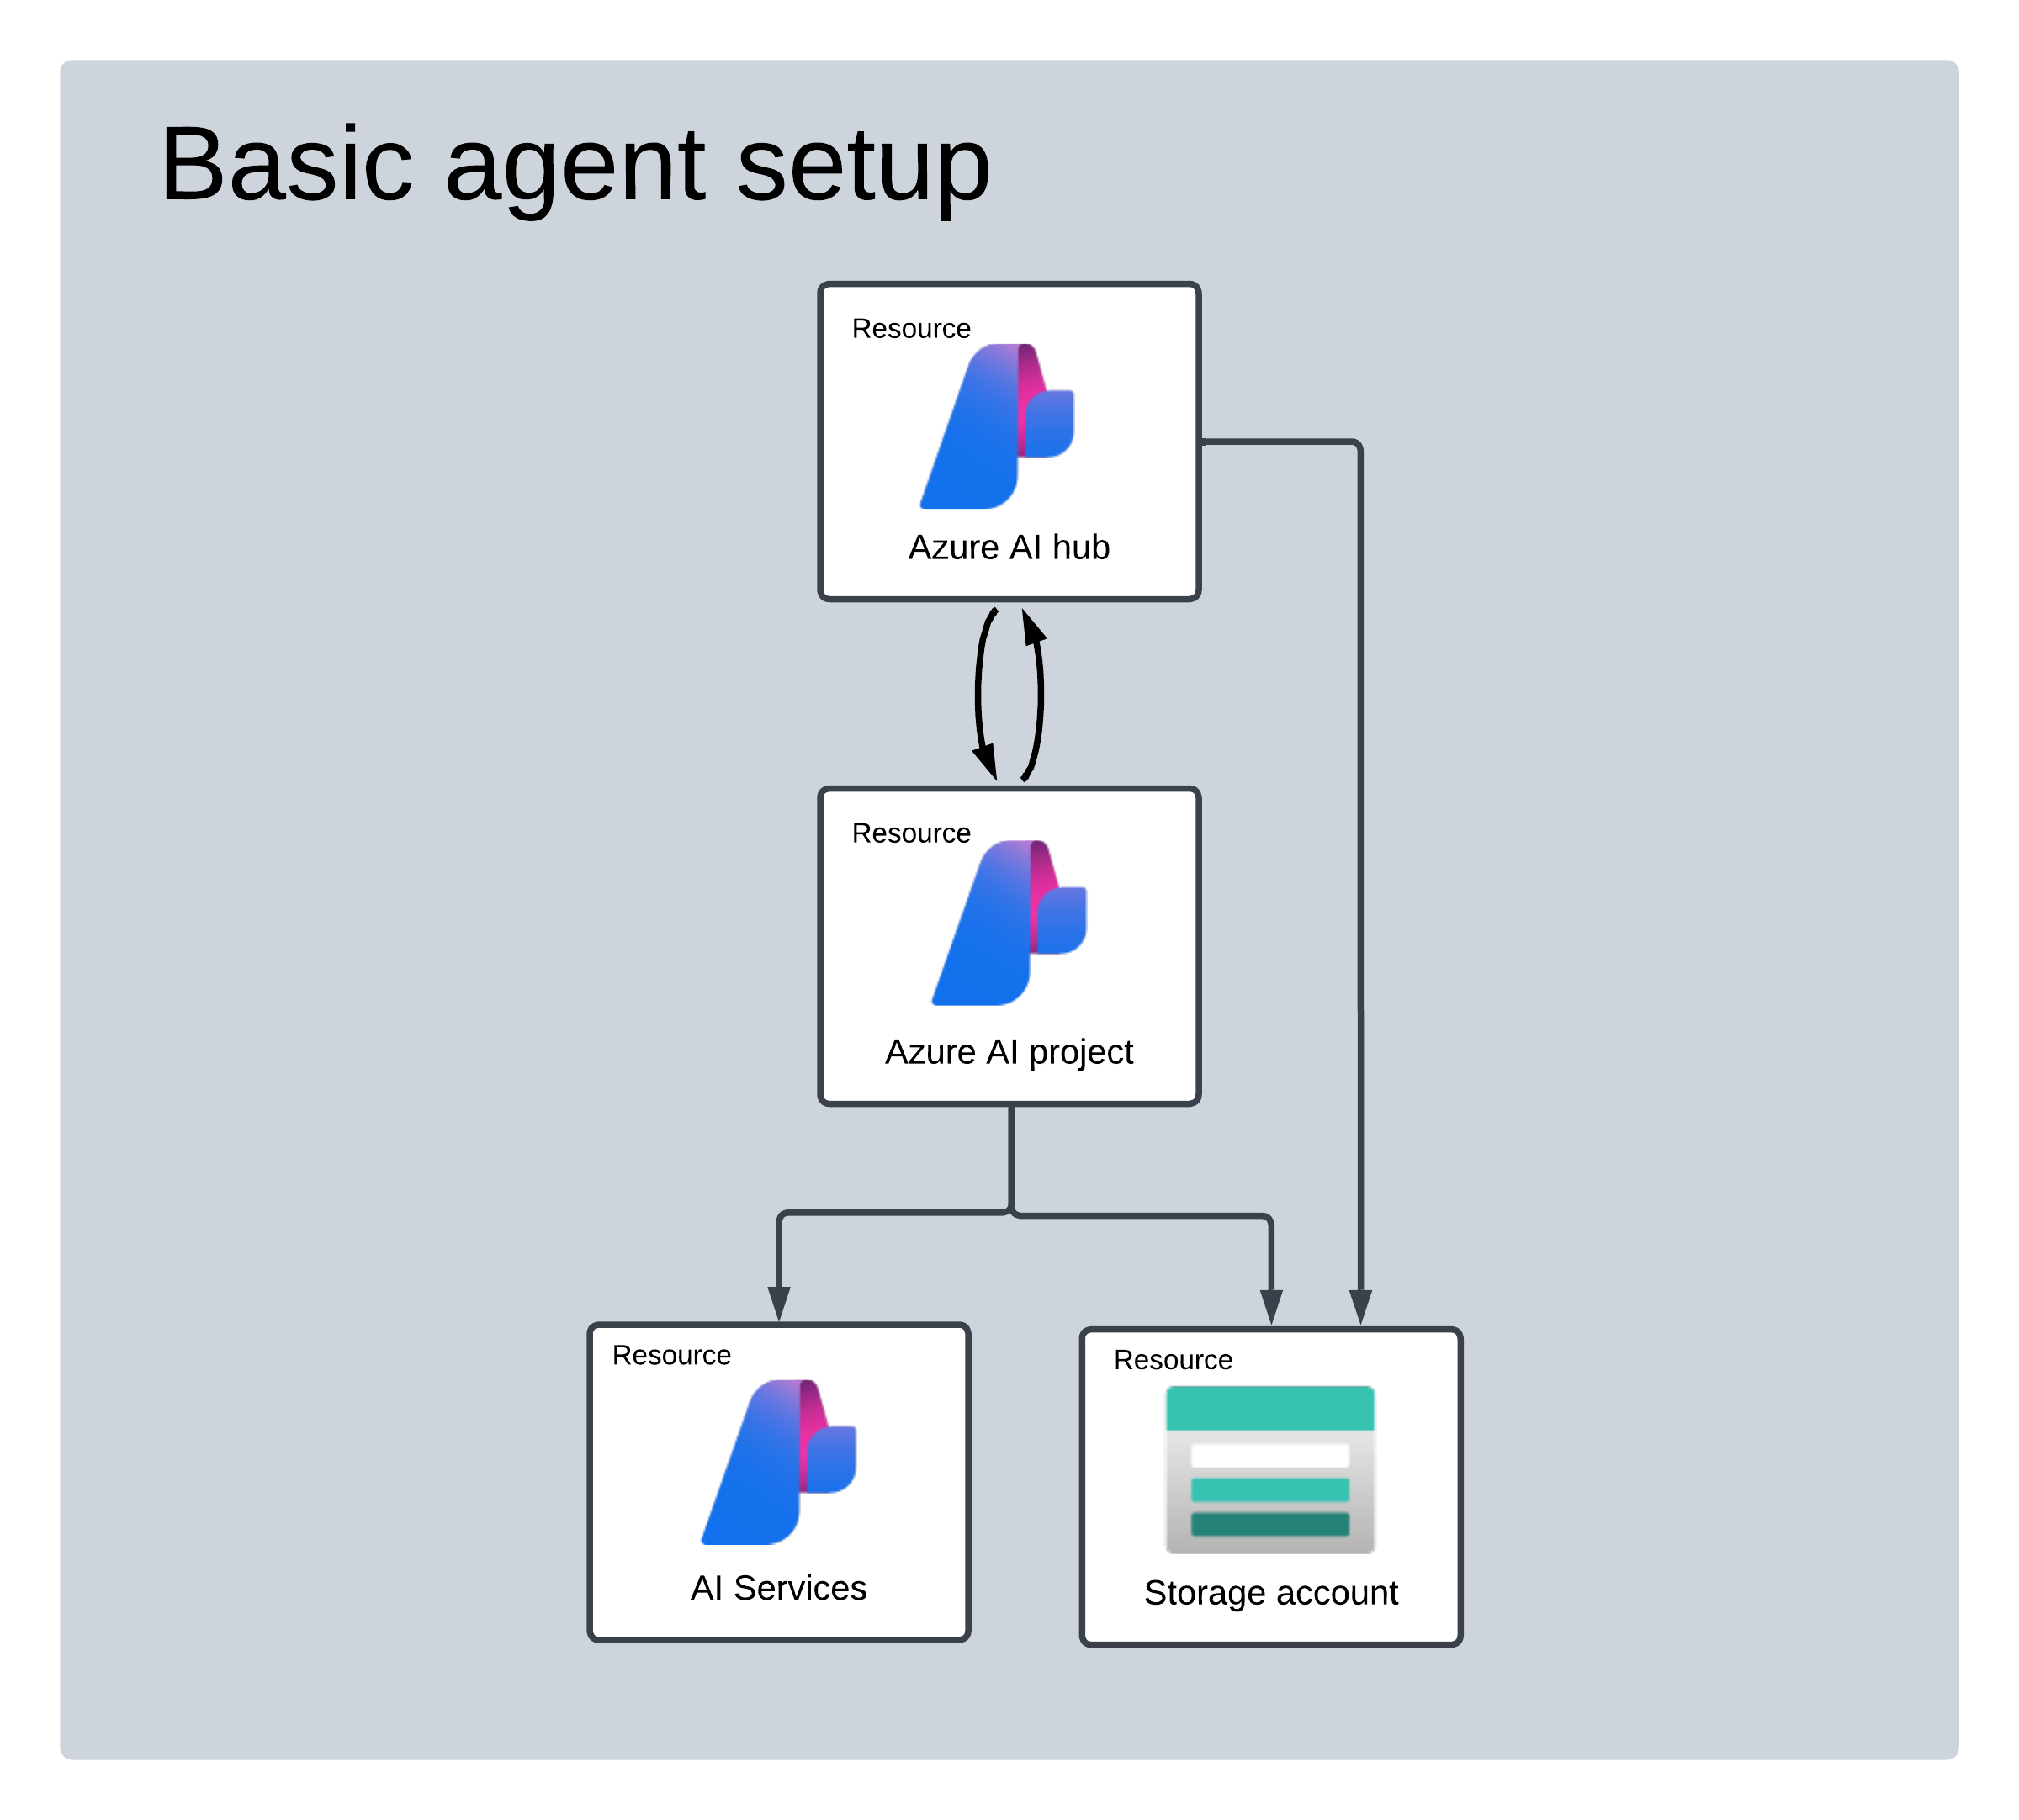 Basic agent setup
Resource
Azure AI hub
Resource
Azure AI project
Resource
AI Services
Resource
Storage account